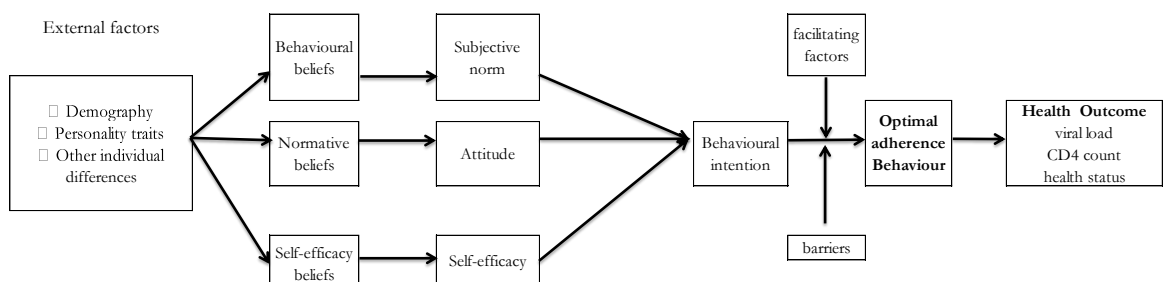 External factors
□ Demography
□ Personality traits
□ Other individual
differences
Behavioural
beliefs
Subjective
norm
Normative
beliefs
Attitude
Self-efficacy
beliefs
Self-efficacy
Behavioural
intention
facilitating
factors
barriers
Optimal
adherence
Behaviour
Health Outcome
viral load
CD4 count
health status